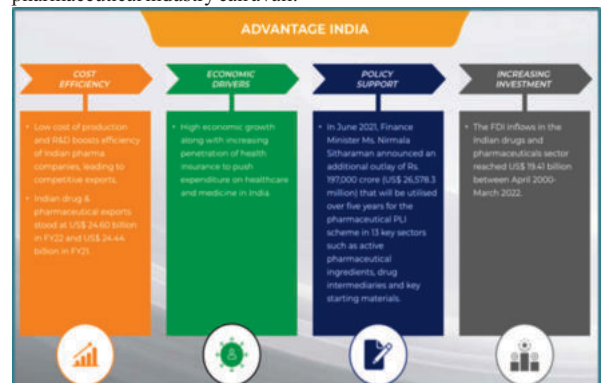 pharmaceutical industry can avail.
ADVANTAGE INDIA
COST
EFFICIENCY
• Low cost of production
and R&D boosts efficiency
of Indian pharma
companies, leading to
competitive exports.
• Indian drug &
pharmaceutical exports
stood at US$ 24.60 billion
in FY22 and US$ 24.44
billion in FY21.
ECONOMIC
DRIVERS
• High economic growth
along with increasing
penetration of health
insurance to push
expenditure on healthcare
and medicine in India.
POLICY
SUPPORT
• In June 2021, Finance
Minister Ms. Nirmala
Sitharaman announced an
additional outlay of Rs.
197,000 crore (US$ 26,578.3
million) that will be utilised
over five years for the
pharmaceutical PLI
scheme in 13 key sectors
such as active
pharmaceutical
ingredients, drug
intermediaries and key
starting materials.
INCREASING
INVESTMENT
• The FDI inflows in the
Indian drugs and
pharmaceuticals sector
reached US$ 19.41 billion
between April 2000-
March 2022.